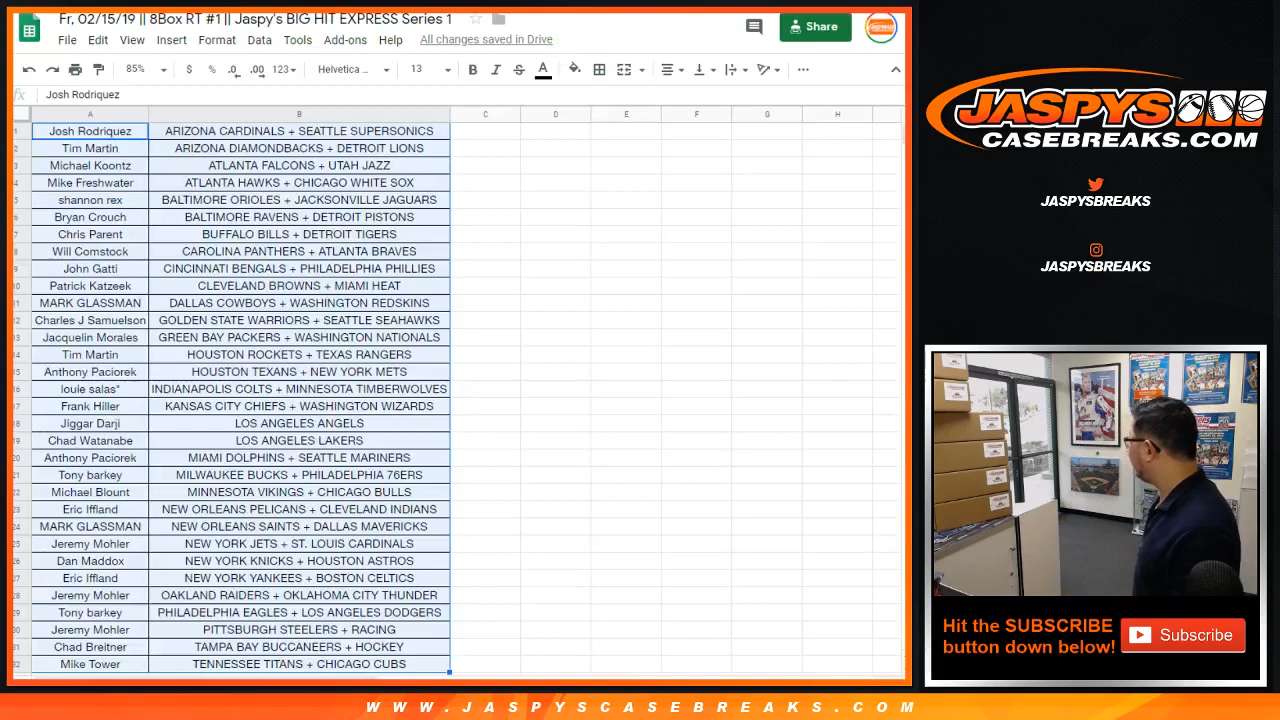 Fr, 02/15/19 || 8Box RT #1 || Jaspy's BIG HIT EXPRESS Series 1
File Edit View Insert Format Data Tools Add-ons Help All changes saved in Drive
Share
85% $ % .0 .00 123 Helvetica ... 13 B I S A
fx Josh Rodriquez
A B C D E F G H
1 Josh Rodriquez ARIZONA CARDINALS + SEATTLE SUPERSONICS
2 Tim Martin ARIZONA DIAMONDBACKS + DETROIT LIONS
3 Michael Koontz ATLANTA FALCONS + UTAH JAZZ
4 Mike Freshwater ATLANTA HAWKS + CHICAGO WHITE SOX
5 shannon rex BALTIMORE ORIOLES + JACKSONVILLE JAGUARS
6 Bryan Crouch BALTIMORE RAVENS + DETROIT PISTONS
7 Chris Parent BUFFALO BILLS + DETROIT TIGERS
8 Will Comstock CAROLINA PANTHERS + ATLANTA BRAVES
9 John Gatti CINCINNATI BENGALS + PHILADELPHIA PHILLIES
10 Patrick Katzeek CLEVELAND BROWNS + MIAMI HEAT
11 MARK GLASSMAN DALLAS COWBOYS + WASHINGTON REDSKINS
12 Charles J Samuelson GOLDEN STATE WARRIORS + SEATTLE SEAHAWKS
13 Jacquelin Morales GREEN BAY PACKERS + WASHINGTON NATIONALS
14 Tim Martin HOUSTON ROCKETS + TEXAS RANGERS
15 Anthony Paciorek HOUSTON TEXANS + NEW YORK METS
16 louie salas* INDIANAPOLIS COLTS + MINNESOTA TIMBERWOLVES
17 Frank Hiller KANSAS CITY CHIEFS + WASHINGTON WIZARDS
18 Jiggar Darji LOS ANGELES ANGELS
19 Chad Watanabe LOS ANGELES LAKERS
20 Anthony Paciorek MIAMI DOLPHINS + SEATTLE MARINERS
21 Tony barkey MILWAUKEE BUCKS + PHILADELPHIA 76ERS
22 Michael Blount MINNESOTA VIKINGS + CHICAGO BULLS
23 Eric Iffland NEW ORLEANS PELICANS + CLEVELAND INDIANS
24 MARK GLASSMAN NEW ORLEANS SAINTS + DALLAS MAVERICKS
25 Jeremy Mohler NEW YORK JETS + ST. LOUIS CARDINALS
26 Dan Maddox NEW YORK KNICKS + HOUSTON ASTROS
27 Eric Iffland NEW YORK YANKEES + BOSTON CELTICS
28 Jeremy Mohler OAKLAND RAIDERS + OKLAHOMA CITY THUNDER
29 Tony barkey PHILADELPHIA EAGLES + LOS ANGELES DODGERS
30 Jeremy Mohler PITTSBURGH STEELERS + RACING
31 Chad Breitner TAMPA BAY BUCCANEERS + HOCKEY
32 Mike Tower TENNESSEE TITANS + CHICAGO CUBS
JASPYS
CASEBREAKS.COM
JASPYSBREAKS
JASPYSBREAKS
Hit the SUBSCRIBE
button down below!
Subscribe
WWW.JASPYSCASEBREAKS.COM